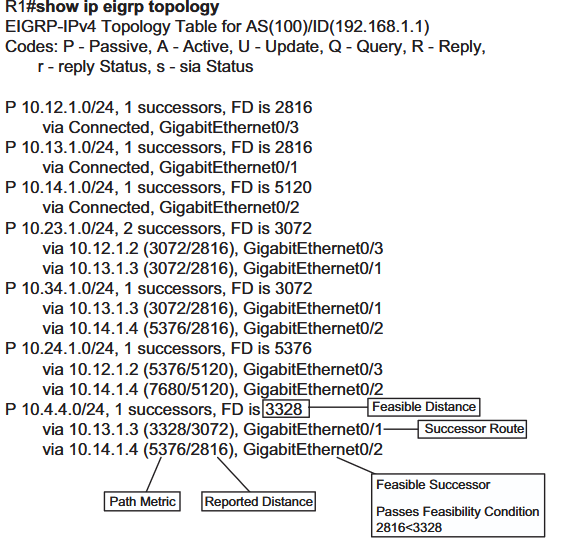 R1#show ip eigrp topology
EIGRP-IPv4 Topology Table for AS(100)/ID(192.168.1.1)
Codes: P - Passive, A - Active, U - Update, Q - Query, R - Reply,
r - reply Status, s - sia Status
P 10.12.1.0/24, 1 successors, FD is 2816
via Connected, GigabitEthernet0/3
P 10.13.1.0/24, 1 successors, FD is 2816
via Connected, GigabitEthernet0/1
P 10.14.1.0/24, 1 successors, FD is 5120
via Connected, GigabitEthernet0/2
P 10.23.1.0/24, 2 successors, FD is 3072
via 10.12.1.2 (3072/2816), GigabitEthernet0/3
via 10.13.1.3 (3072/2816), GigabitEthernet0/1
P 10.34.1.0/24, 1 successors, FD is 3072
via 10.13.1.3 (3072/2816), GigabitEthernet0/1
via 10.14.1.4 (5376/2816), GigabitEthernet0/2
P 10.24.1.0/24, 1 successors, FD is 5376
via 10.12.1.2 (5376/5120), GigabitEthernet0/3
via 10.14.1.4 (7680/5120), GigabitEthernet0/2
P 10.4.4.0/24, 1 successors, FD is 3328 Feasible Distance
via 10.13.1.3 (3328/3072), GigabitEthernet0/1 Successor Route
via 10.14.1.4 (5376/2816), GigabitEthernet0/2
Path Metric
Reported Distance
Feasible Successor
Passes Feasibility Condition
2816<3328